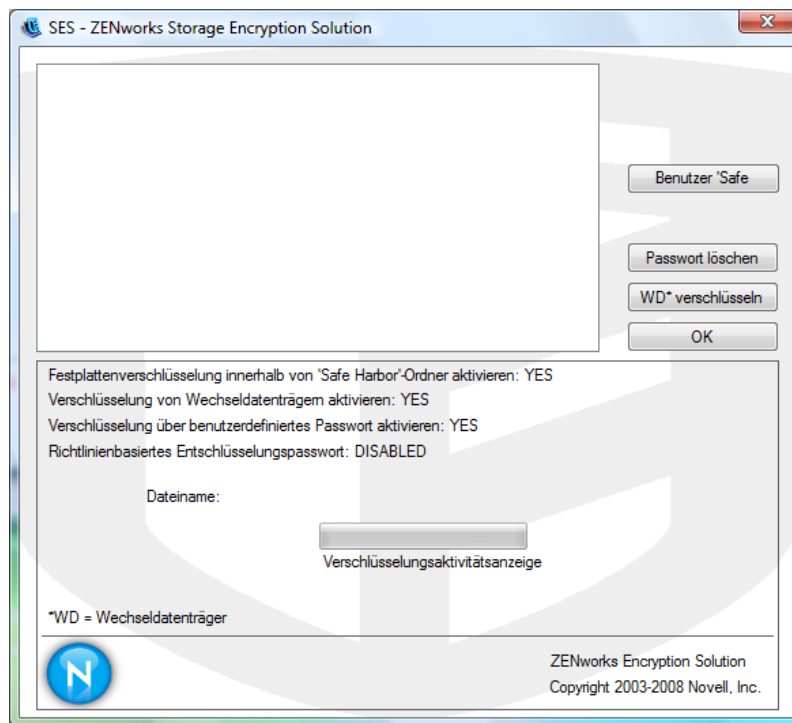 SES - ZENworks Storage Encryption Solution
Benutzer 'Safe
Passwort löschen
WD* verschlüsseln
OK
Festplattenverschlüsselung innerhalb von 'Safe Harbor'-Ordner aktivieren: YES
Verschlüsselung von Wechseldatenträgern aktivieren: YES
Verschlüsselung über benutzerdefiniertes Passwort aktivieren: YES
Richtlinienbasiertes Entschlüsselungspasswort: DISABLED
Dateiname:
Verschlüsselungsaktivitätsanzeige
*WD = Wechseldatenträger
N
ZENworks Encryption Solution
Copyright 2003-2008 Novell, Inc.